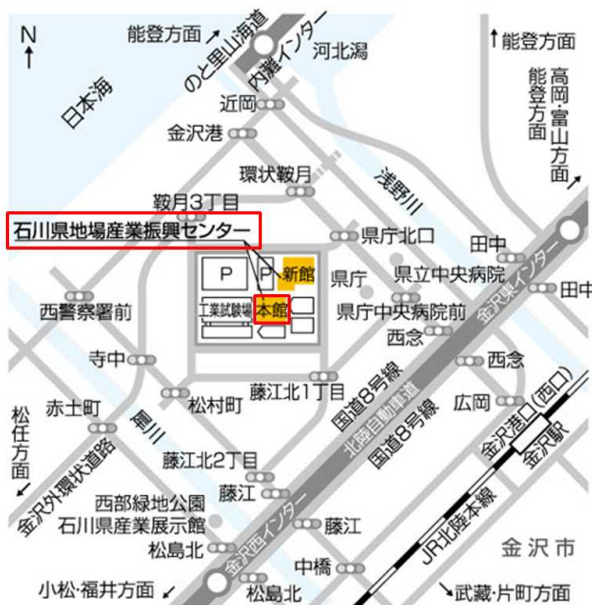 N
能登方面
のと里山海道
内灘インター
河北潟
能登方面
高岡・富山方面
能登方面
日本海
近岡
金沢港
環状鞍月
浅野川
鞍月3丁目
石川県地場産業振興センター
県庁北口
田中
P
P
新館
県庁
県立中央病院
金沢東インター
田中
西警察署前
工業試験場
本館
県庁中央病院前
西念
寺中
西念
藤江北1丁目
国道8号線
北陸自動車道
国道8号線
広岡
金沢港口(西口)
金沢駅
赤土町
松村町
犀川
松任方面
金沢外環状道路
藤江北2丁目
西部緑地公園
石川県産業展示館
藤江
藤江
金沢西インター
JR北陸本線
金沢市
松島北
中橋
小松・福井方面
松島北
武蔵・片町方面